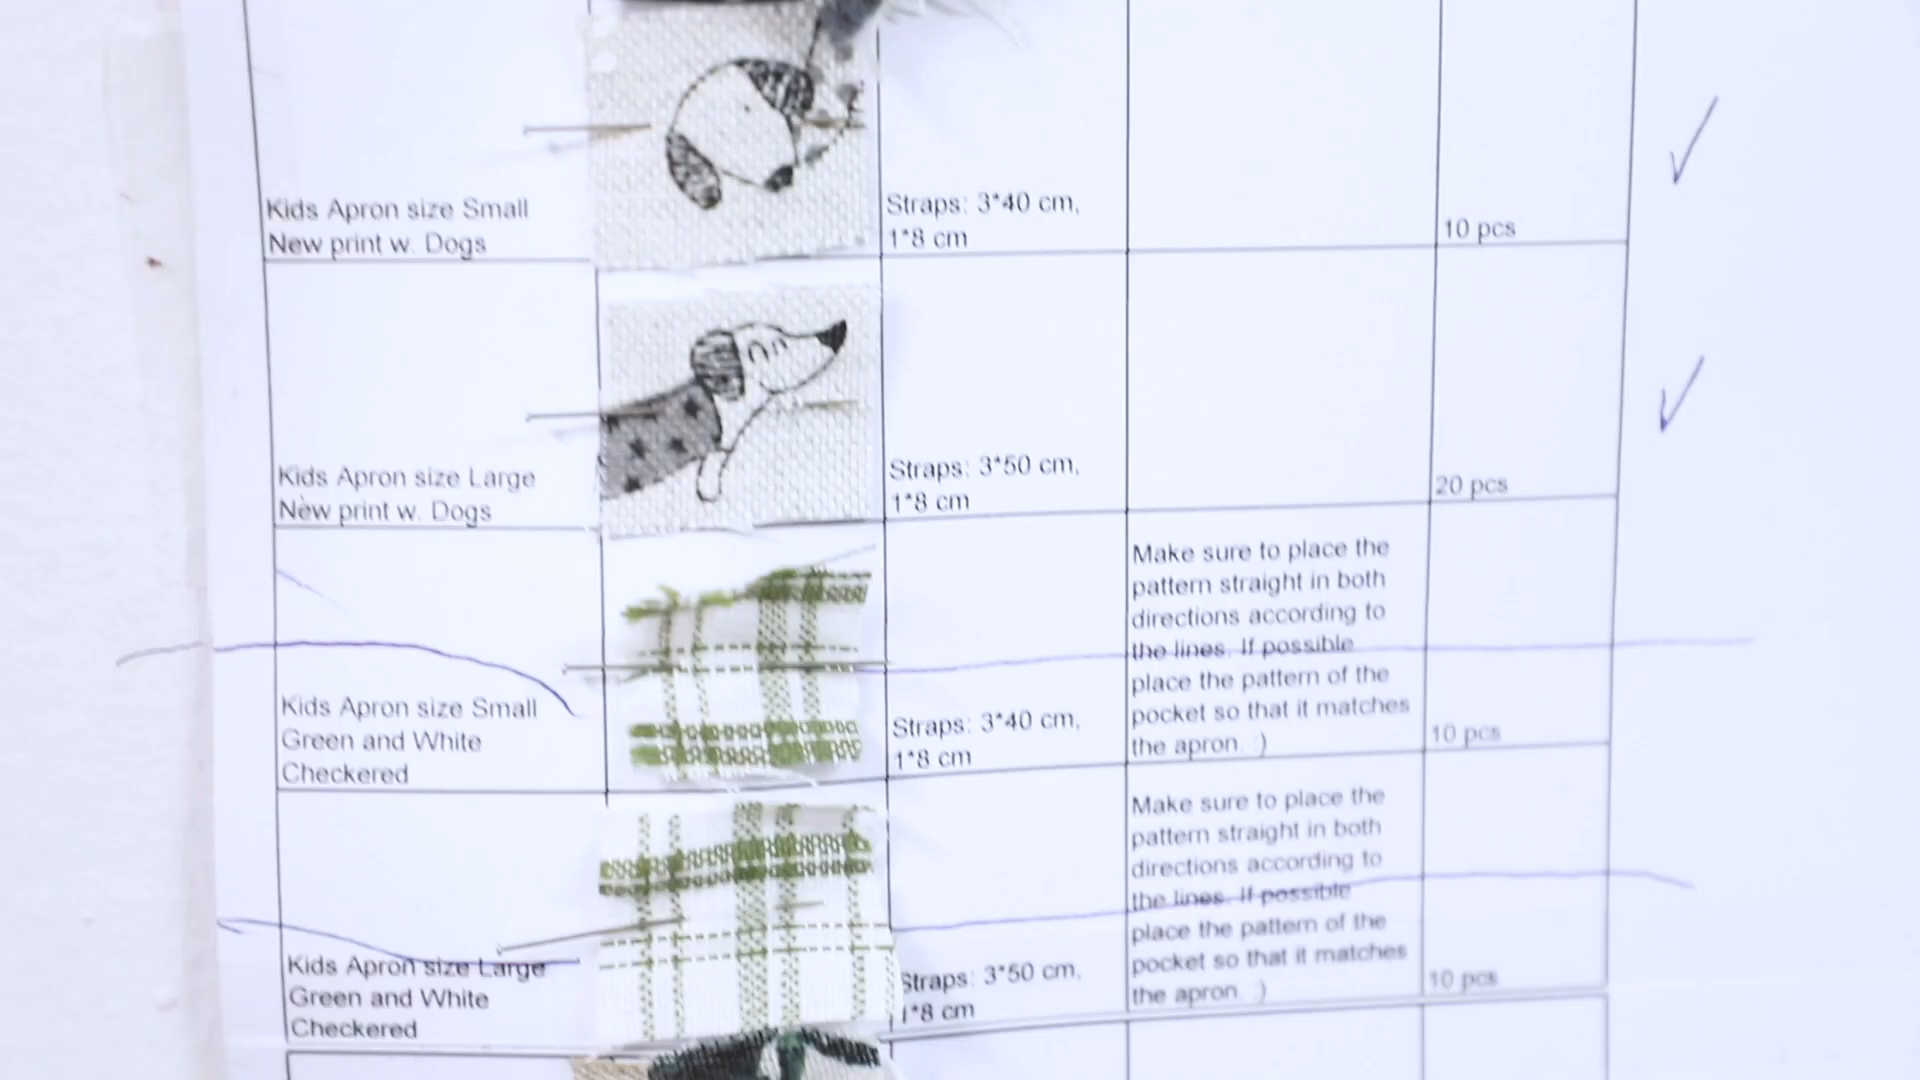 Kids Apron size Small
New print w. Dogs
Straps: 3*40 cm,
1*8 cm
10 pcs
Kids Apron size Large
New print w. Dogs
Straps: 3*50 cm,
1*8 cm
20 pcs
Kids Apron size Small
Green and White
Checkered
Straps: 3*40 cm,
1*8 cm
Make sure to place the
pattern straight in both
directions according to
the lines. If possible
place the pattern of the
pocket so that it matches
the apron. :)
10 pcs
Kids Apron size Large
Green and White
Checkered
Straps: 3*50 cm,
1*8 cm
Make sure to place the
pattern straight in both
directions according to
the lines. If possible
place the pattern of the
pocket so that it matches
the apron. :)
10 pcs